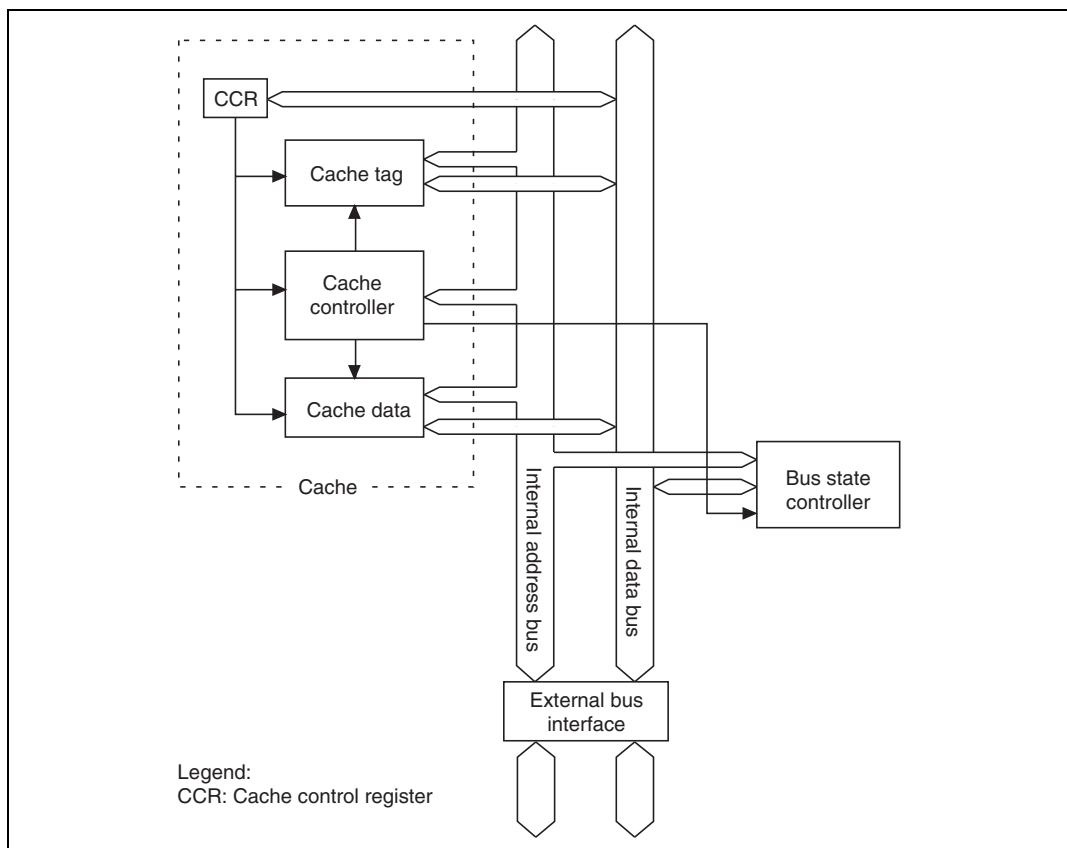 CCR
Cache tag
Cache
controller
Cache data
Cache
Internal address bus
Internal data bus
Bus state
controller
External bus
interface
Legend:
CCR: Cache control register